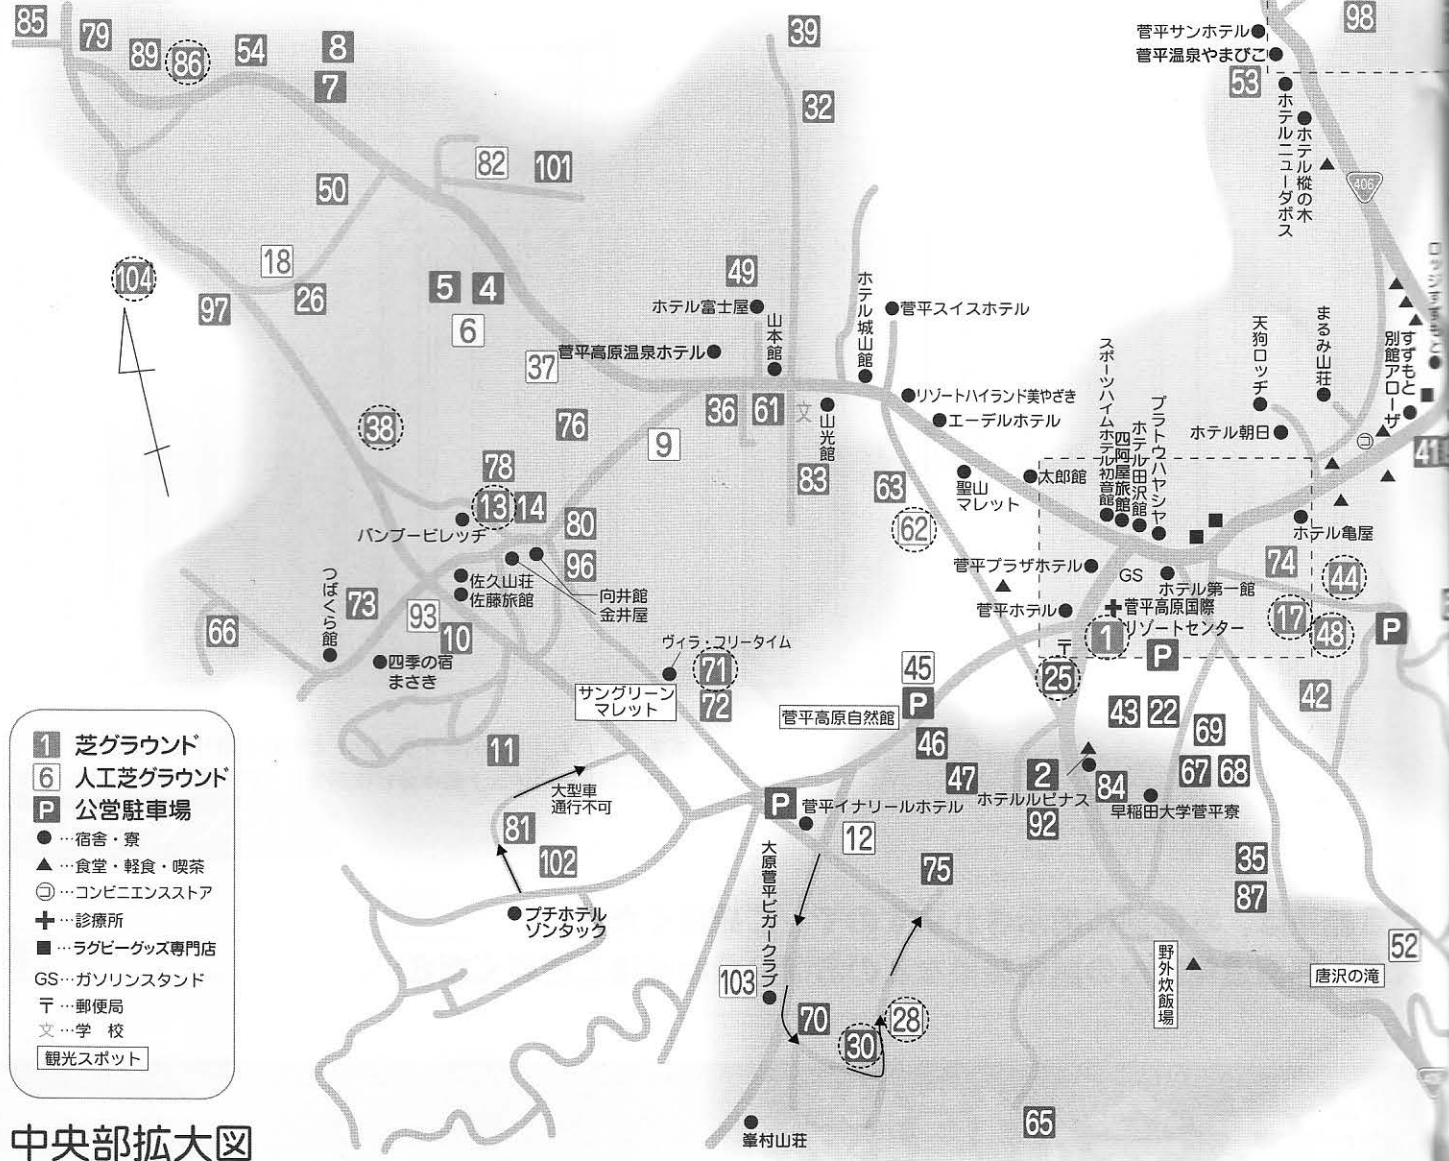 85
79
89
86
54
8
7
39
32
菅平サンホテル
菅平温泉やまびこ
53
98
ホテルニューダボス
ホテル樅の木
406
82
101
50
18
26
104
97
5
4
6
37
49
ホテル富士屋
山本館
菅平高原温泉ホテル
ホテル城山館
菅平スイスホテル
リゾートハイランド美やざき
エーデルホテル
スポーツハイムホテル初音館
四阿屋旅館
ホテル田沢館
プラトウハヤシヤ
天狗ロッヂ
まるみ山荘
ホテル朝日
すずもと
別館アローザ
コ
41
38
76
36
61
文
山光館
9
78
13
14
80
96
83
63
62
聖山
マレット
太郎館
ホテル亀屋
バンブービレッヂ
佐久山荘
佐藤旅館
向井館
金井屋
菅平プラザホテル
GS
ホテル第一館
74
44
菅平ホテル
菅平高原国際
リゾートセンター
〒
1
P
17
48
P
つばくら館
73
93
10
66
四季の宿
まさき
ヴィラ・フリータイム
71
72
サングリーン
マレット
45
P
菅平高原自然館
25
42
43
22
69
46
47
2
ホテルルピナス
84
67
68
早稲田大学菅平寮
92
11
大型車
通行不可
81
102
プチホテル
ゾンタック
P
菅平イナリールホテル
12
75
35
87
大原菅平ビガークラブ
103
70
30
28
野外炊飯場
唐沢の滝
52
65
峯村山荘
1 芝グラウンド
6 人工芝グラウンド
P 公営駐車場
●…宿舎・寮
▲…食堂・軽食・喫茶
コ…コンビニエンスストア
✚…診療所
■…ラグビーグッズ専門店
GS…ガソリンスタンド
〒…郵便局
文…学　校
観光スポット
中央部拡大図